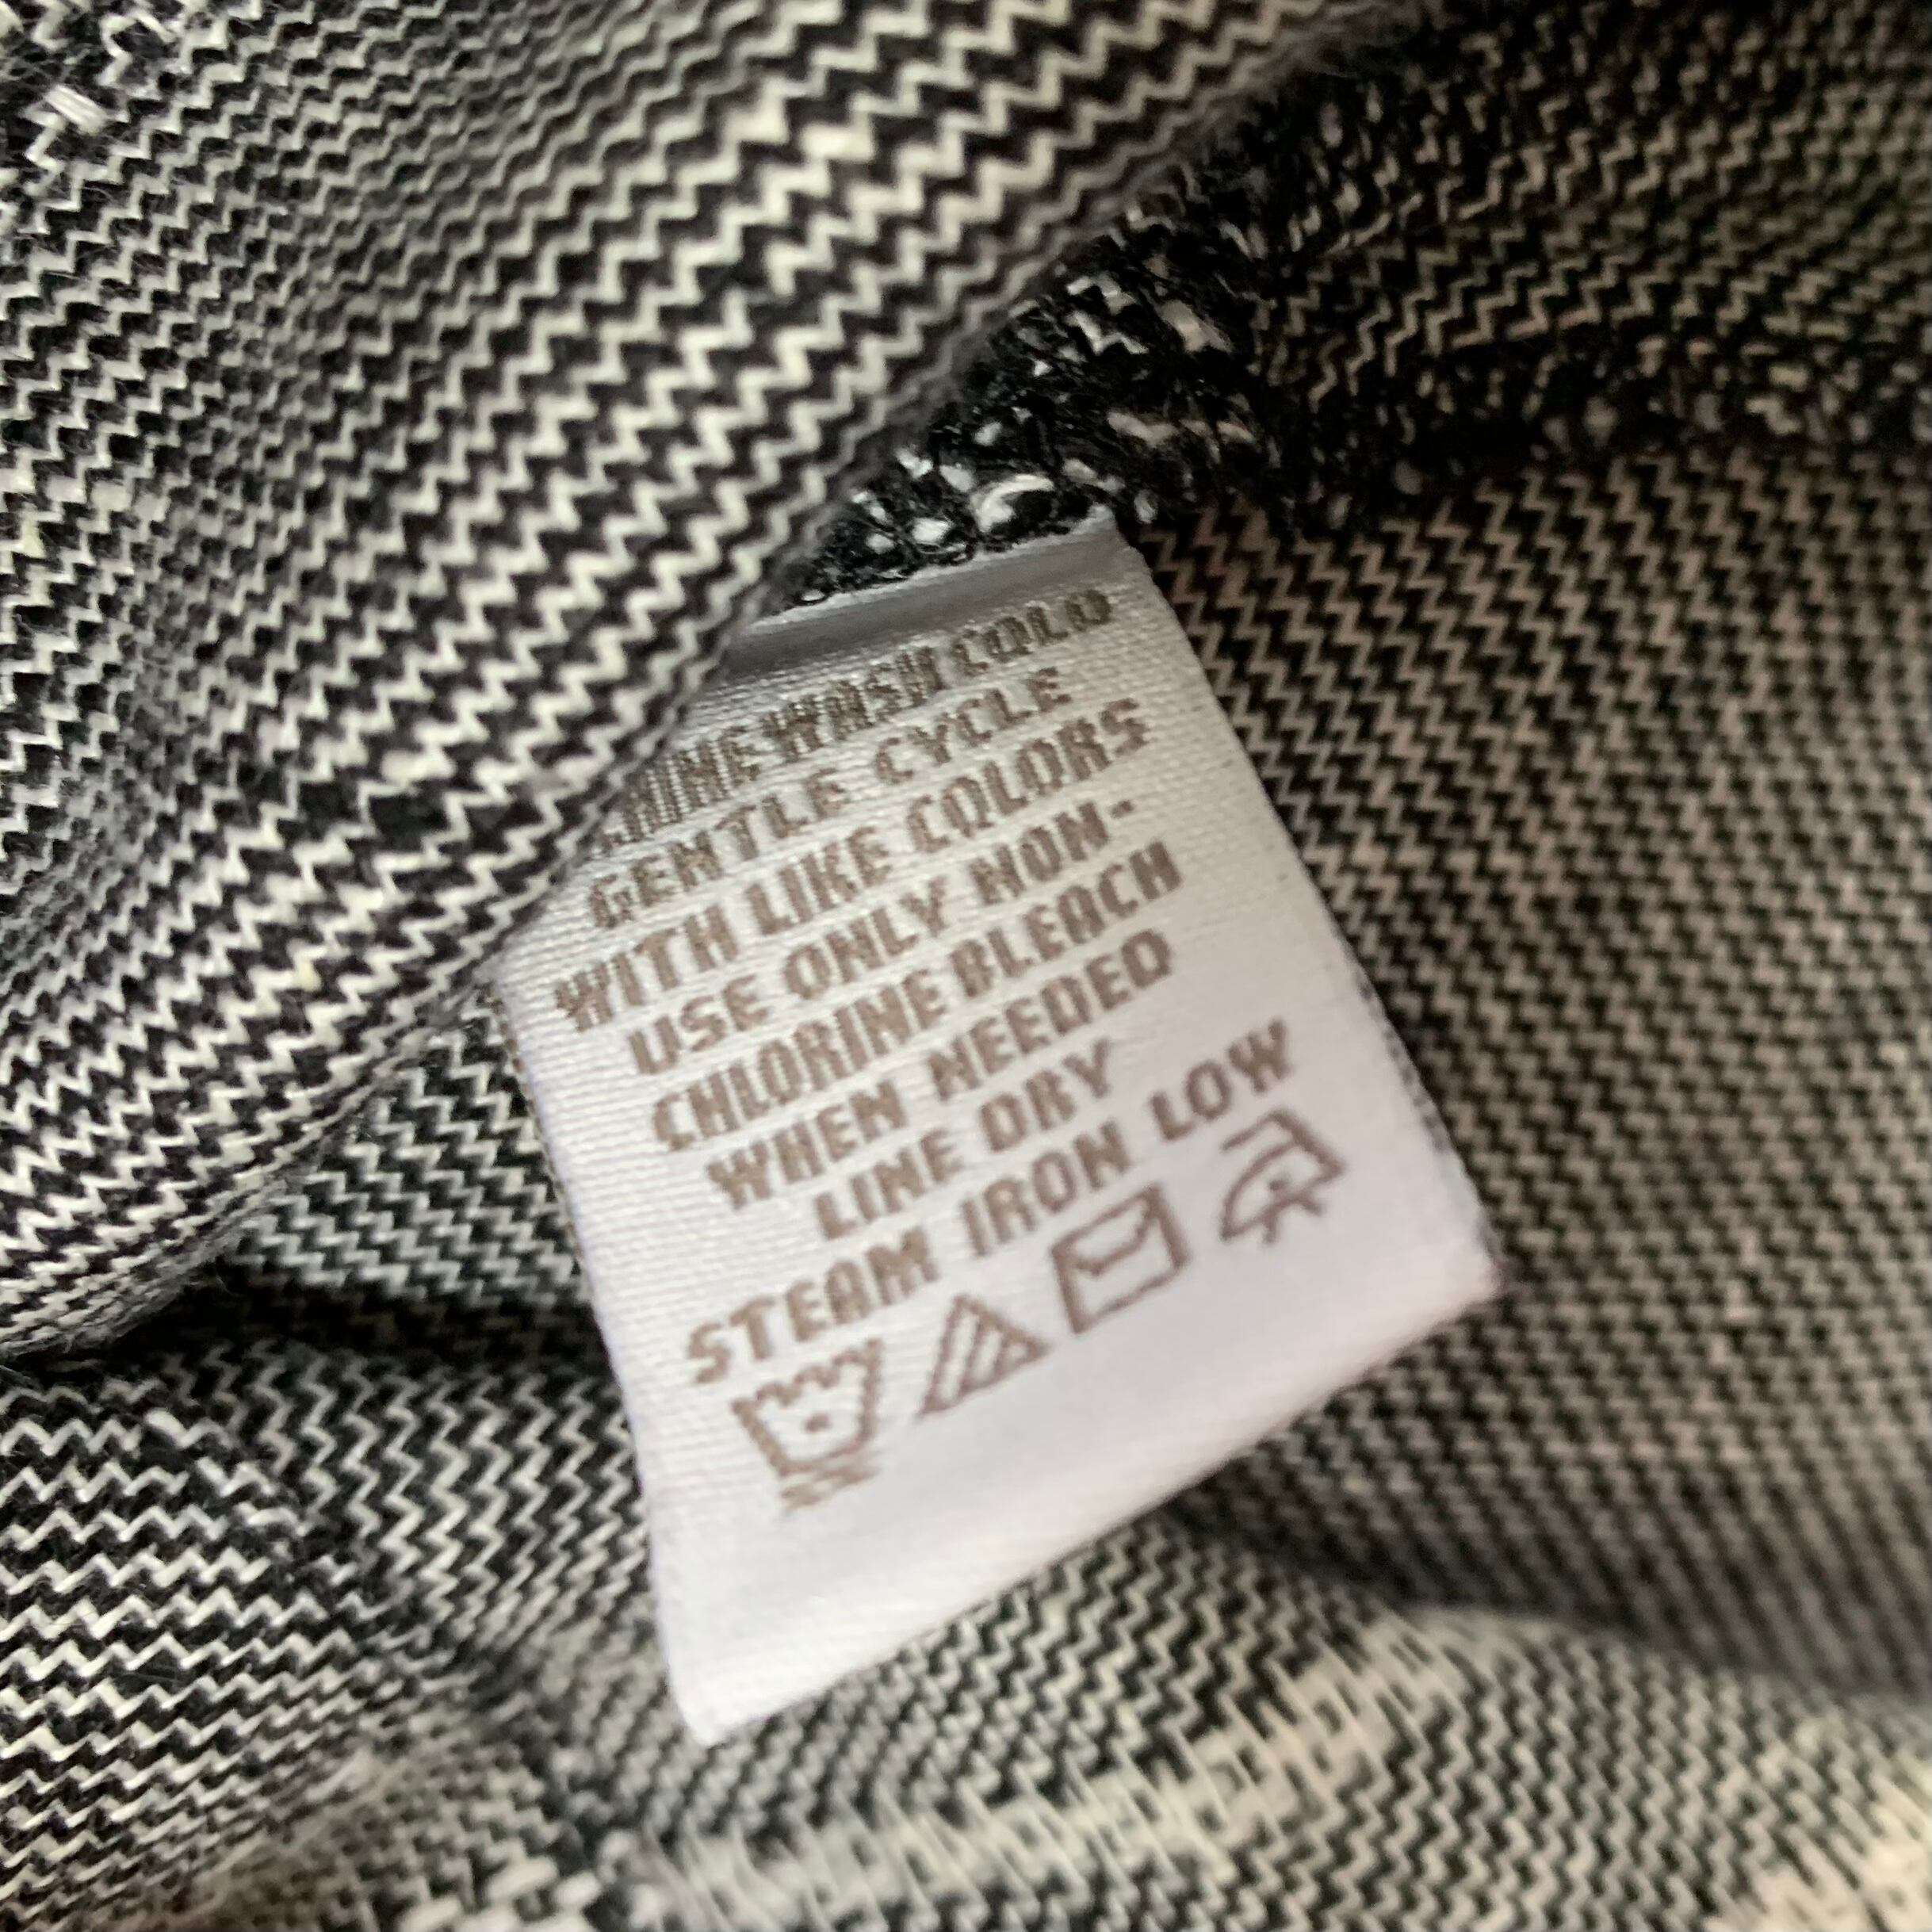 WASH COLD
GENTLE CYCLE
WITH LIKE COLORS
USE ONLY NON-
CHLORINE BLEACH
WHEN NEEDED
LINE DRY
STEAM IRON LOW